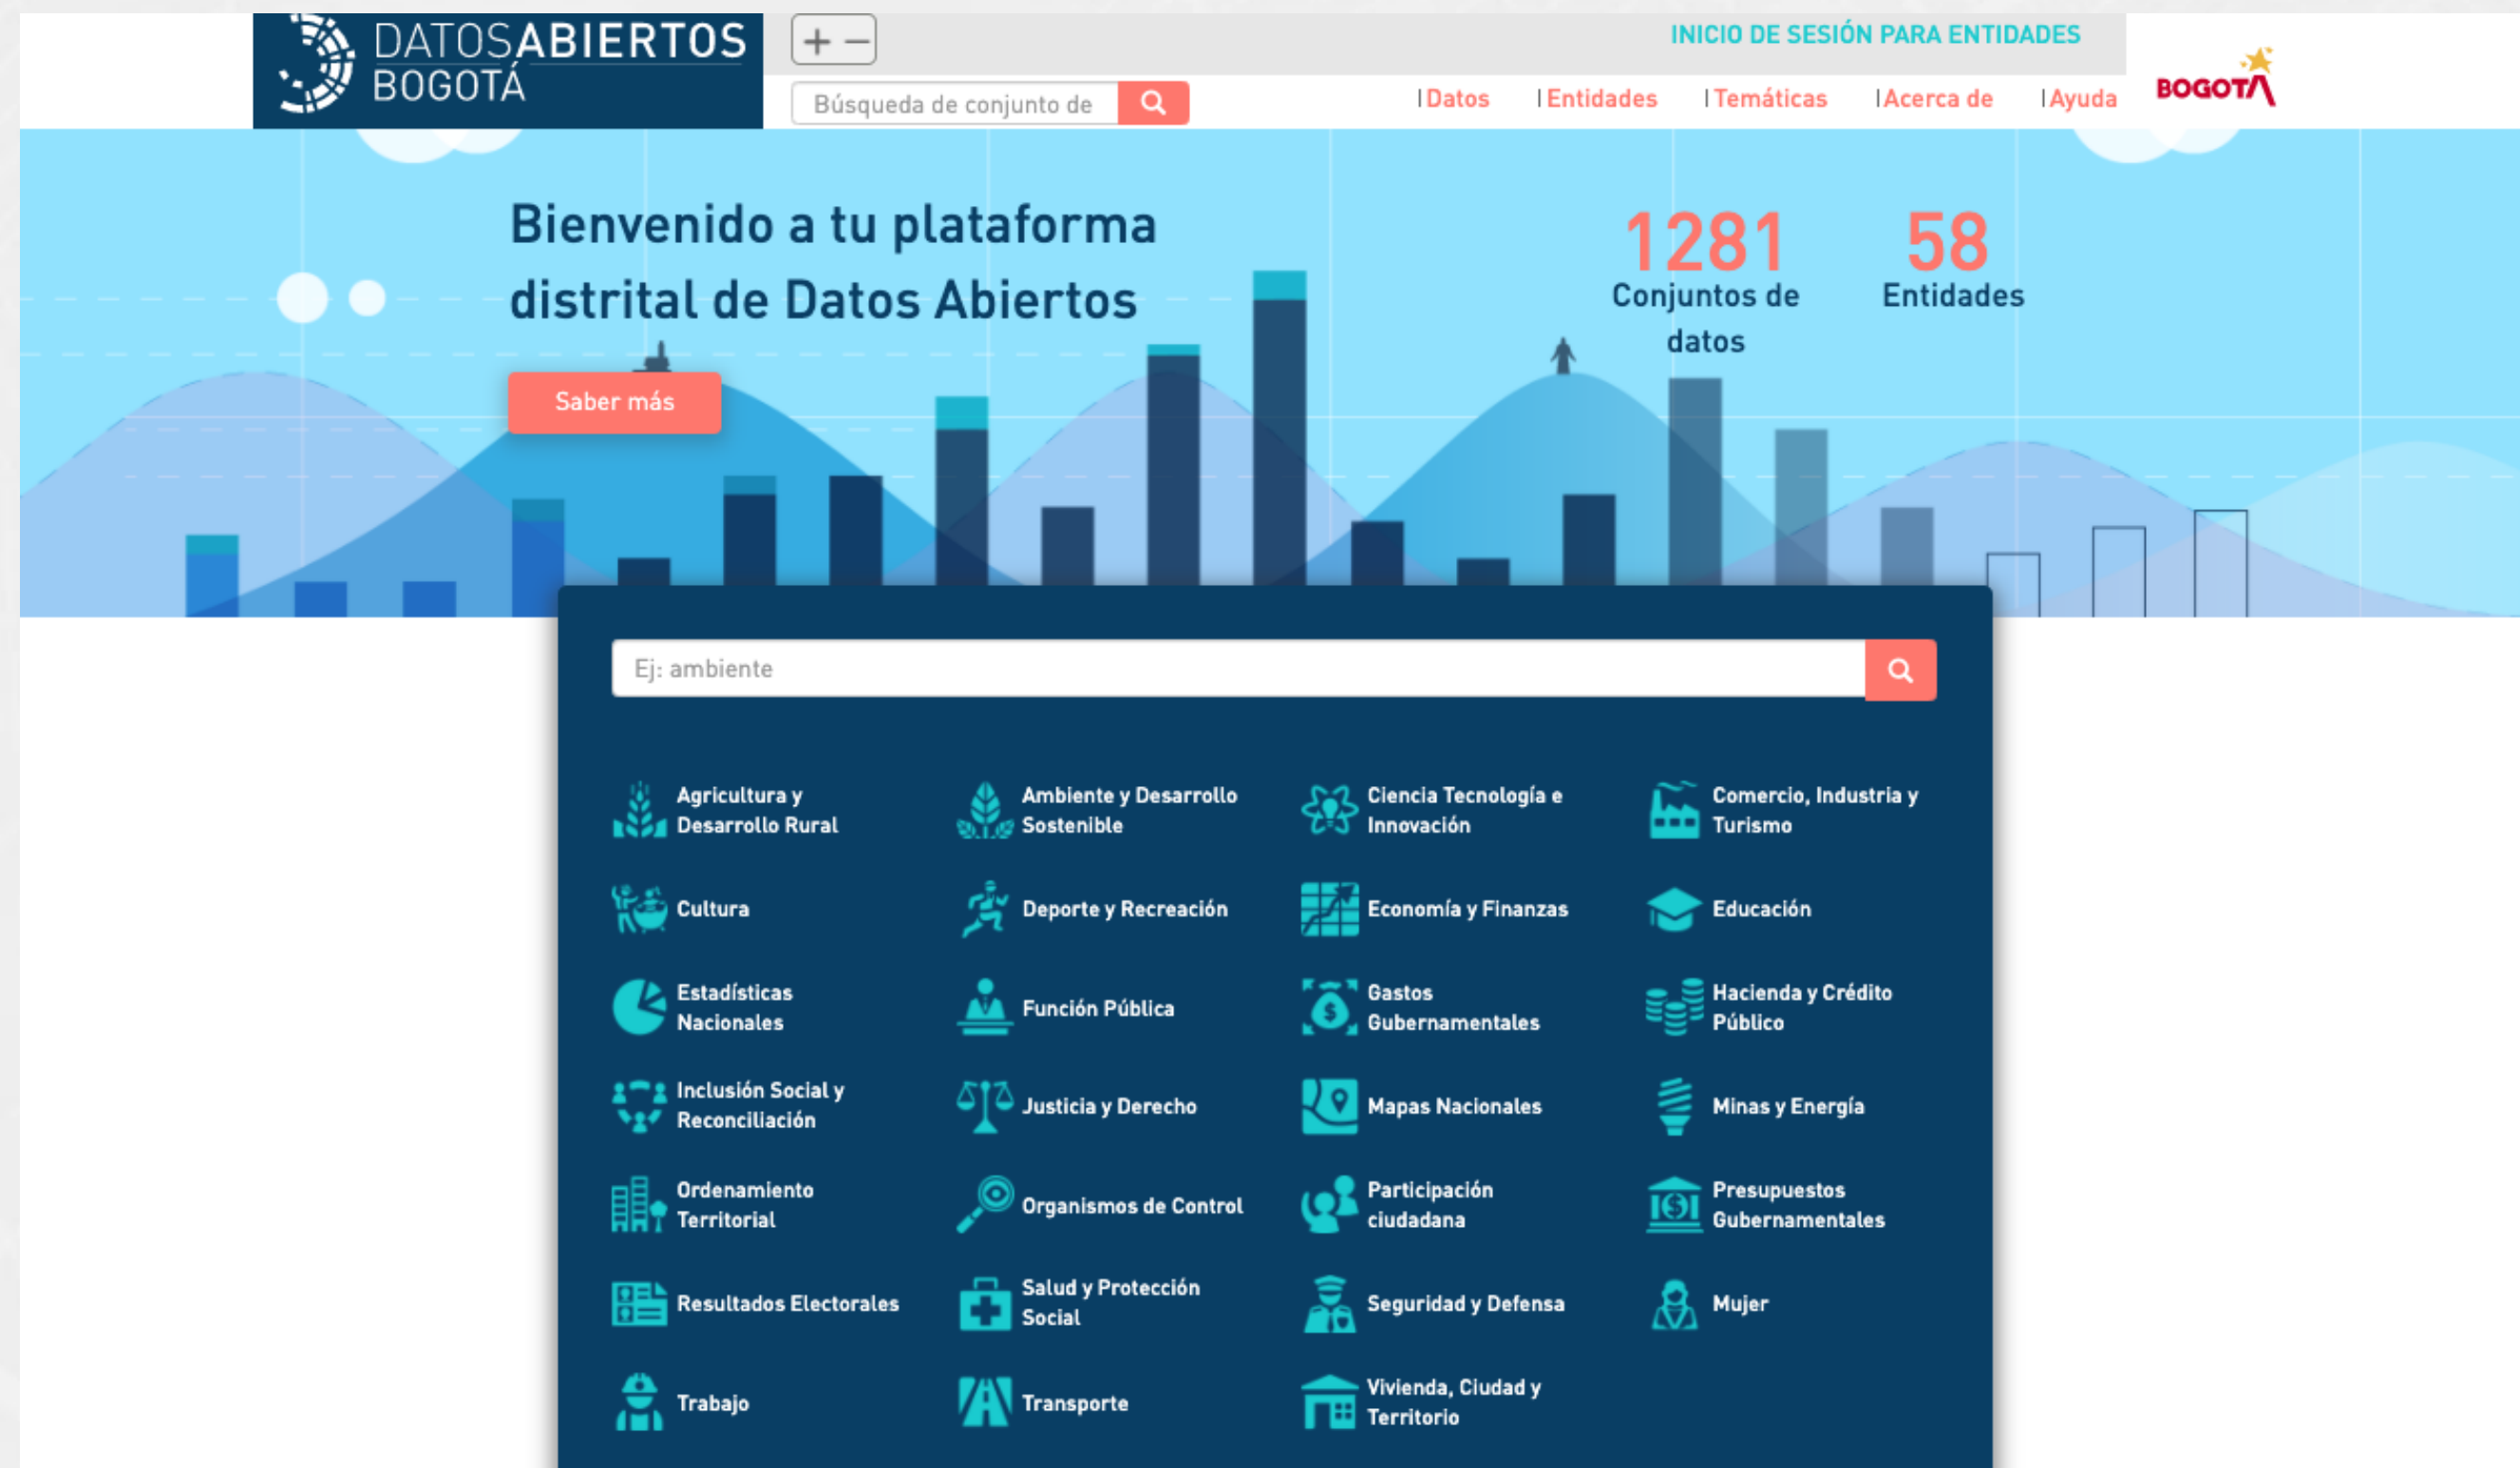 DATOSABIERTOS
BOGOTÁ
+ −
INICIO DE SESIÓN PARA ENTIDADES
Búsqueda de conjunto de
| Datos
| Entidades
| Temáticas
| Acerca de
| Ayuda
BOGOTÁ
Bienvenido a tu plataforma
distrital de Datos Abiertos
Saber más
1281
Conjuntos de
datos
58
Entidades
Ej: ambiente
Agricultura y
Desarrollo Rural
Ambiente y Desarrollo
Sostenible
Ciencia Tecnología e
Innovación
Comercio, Industria y
Turismo
Cultura
Deporte y Recreación
Economía y Finanzas
Educación
Estadísticas
Nacionales
Función Pública
Gastos
Gubernamentales
Hacienda y Crédito
Público
Inclusión Social y
Reconciliación
Justicia y Derecho
Mapas Nacionales
Minas y Energía
Ordenamiento
Territorial
Organismos de Control
Participación
ciudadana
Presupuestos
Gubernamentales
Resultados Electorales
Salud y Protección
Social
Seguridad y Defensa
Mujer
Trabajo
Transporte
Vivienda, Ciudad y
Territorio